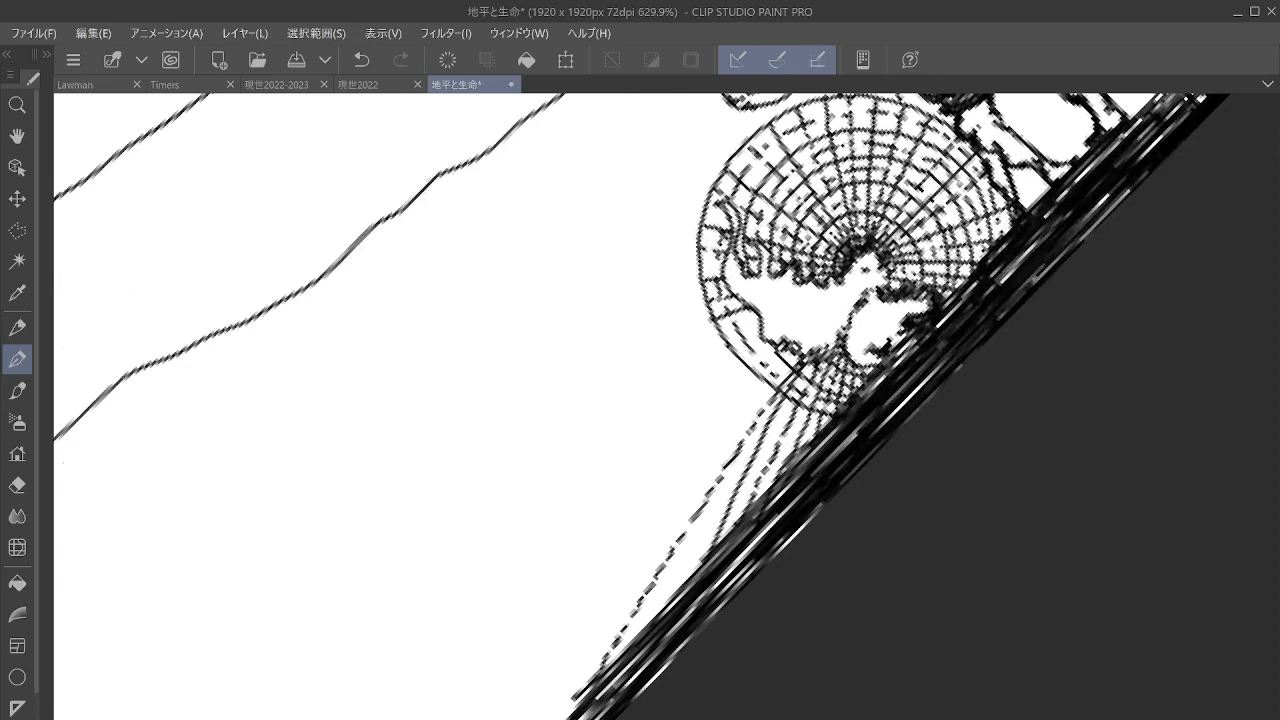 地平と生命* (1920 x 1920px 72dpi 629.9%)  - CLIP STUDIO PAINT PRO
ファイル(F) 編集(E) アニメーション(A) レイヤー(L) 選択範囲(S) 表示(V) フィルター(I) ウィンドウ(W) ヘルプ(H)
Lawman Timers 現世2022-2023 現世2022 地平と生命*